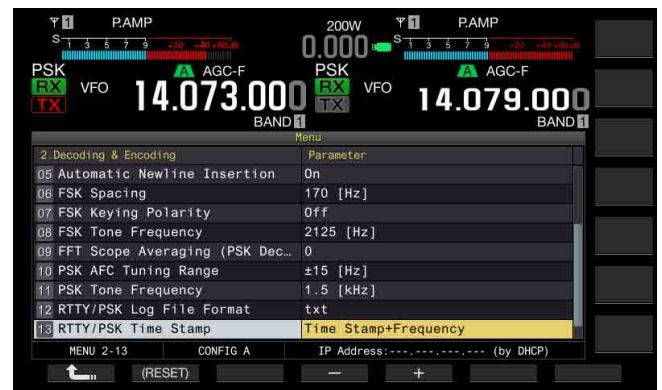 1 P.AMP
200W
1 P.AMP
S 1 3 5 7 9 +20 +40 +60dB
0.000
S 1 3 5 7 9 +20 +40 +60dB
PSK A AGC-F
PSK A AGC-F
RX VFO 14.073.000
RX VFO 14.079.000
TX
TX
BAND 1
BAND 1
Menu
2.Decoding & Encoding Parameter
05 Automatic Newline Insertion On
06 FSK Spacing 170 [Hz]
07 FSK Keying Polarity Off
08 FSK Tone Frequency 2125 [Hz]
09 FFT Scope Averaging (PSK Dec... 0
10 PSK AFC Tuning Range ±15 [Hz]
11 PSK Tone Frequency 1.5 [kHz]
12 RTTY/PSK Log File Format txt
13 RTTY/PSK Time Stamp Time Stamp+Frequency
MENU 2-13 CONFIG A IP Address:---.---.---.--- (by DHCP)
(RESET) − +